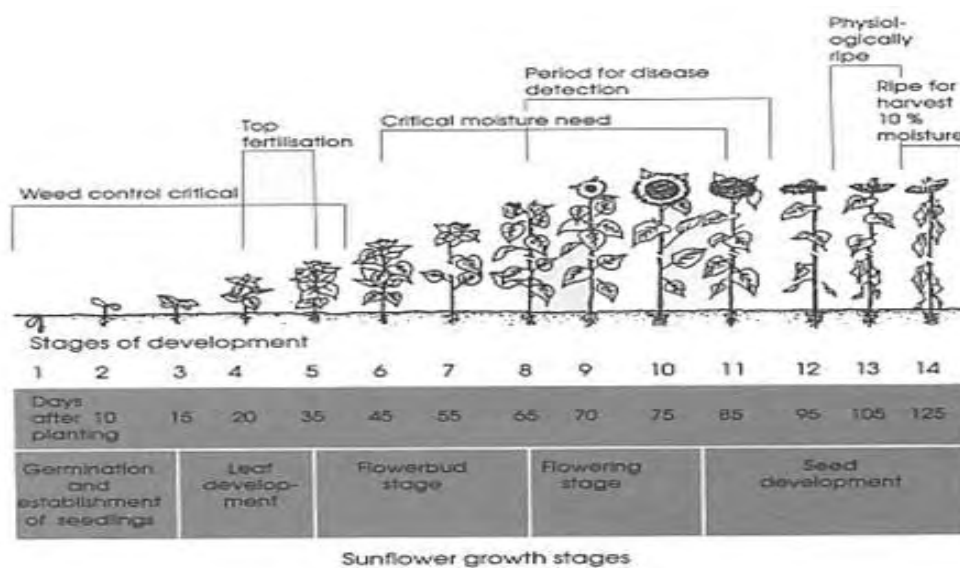 Physiol-
ogically
ripe
Period for disease
detection
Ripe for
harvest
10 %
moisture
Critical moisture need
Top
fertilisation
Weed control critical
Stages of development
1 2 3 4 5 6 7 8 9 10 11 12 13 14
Days
after 10 15 20 35 45 55 65 70 75 85 95 105 125
planting
Germination
and
establishment
of seedlings
Leaf
develop-
ment
Flowerbud
stage
Flowering
stage
Seed
development
Sunflower growth stages